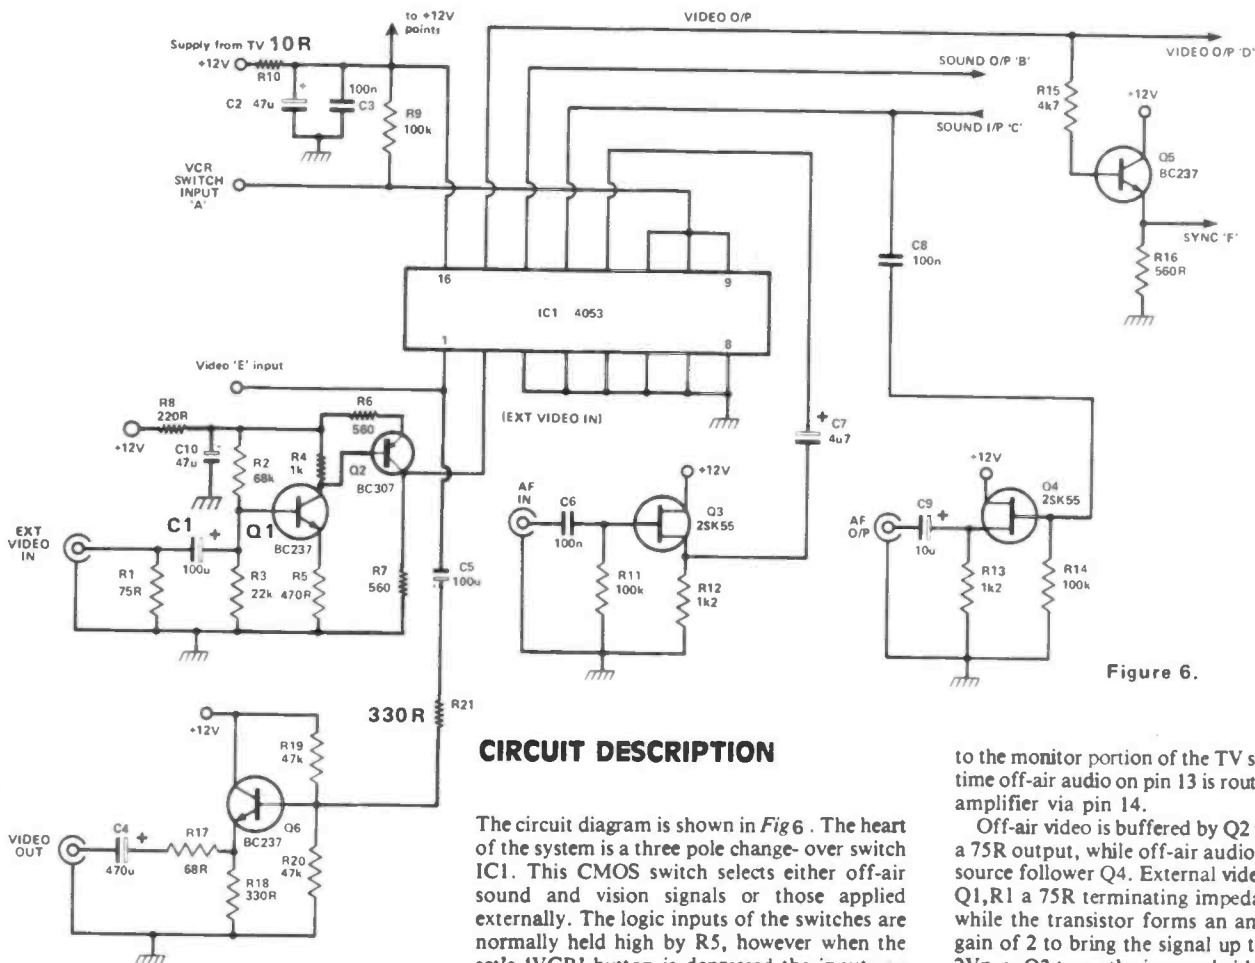 to +12V
points
VIDEO O/P
VIDEO O/P 'D'
Supply from TV 10R
+12V
R10
100n
C2 47u
+
C3
R9
100k
SOUND O/P 'B'
SOUND I/P 'C'
R15
4k7
+12V
Q5
BC237
SYNC 'F'
R16
560R
VCR
SWITCH
INPUT
'A'
C8
100n
16
9
IC1 4053
1
8
Video 'E' input
(EXT VIDEO IN)
R8
220R
+12V
C10
47u
R2
68k
R4
1k
R6
560
Q2
BC307
C1
+
100u
Q1
BC237
EXT
VIDEO
IN
R1
75R
R3
22k
R5
470R
R7
560
C5
100u
+
C7
4u7
AF
IN
C6
100n
+12V
Q3
2SK55
R11
100k
R12
1k2
+12V
Q4
2SK55
AF
O/P
C9
+
10u
R13
1k2
R14
100k
Figure 6.
330R
R21
+12V
R19
47k
Q6
BC237
VIDEO
OUT
C4
+
470u
R17
68R
R18
330R
R20
47k
CIRCUIT DESCRIPTION
The circuit diagram is shown in Fig 6 . The heart
of the system is a three pole change- over switch
IC1. This CMOS switch selects either off-air
sound and vision signals or those applied
externally. The logic inputs of the switches are
normally held high by R5, however when the
to the monitor portion of the TV s
time off-air audio on pin 13 is rout
amplifier via pin 14.
Off-air video is buffered by Q2
a 75R output, while off-air audio
source follower Q4. External vide
Q1,R1 a 75R terminating impeda
while the transistor forms an am
gain of 2 to bring the signal up t